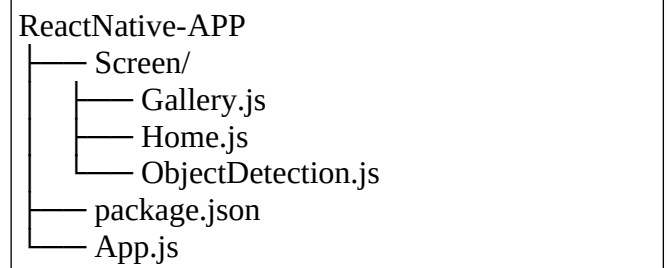 ReactNative-APP
Screen/
Gallery.js
Home.js
ObjectDetection.js
package.json
App.js